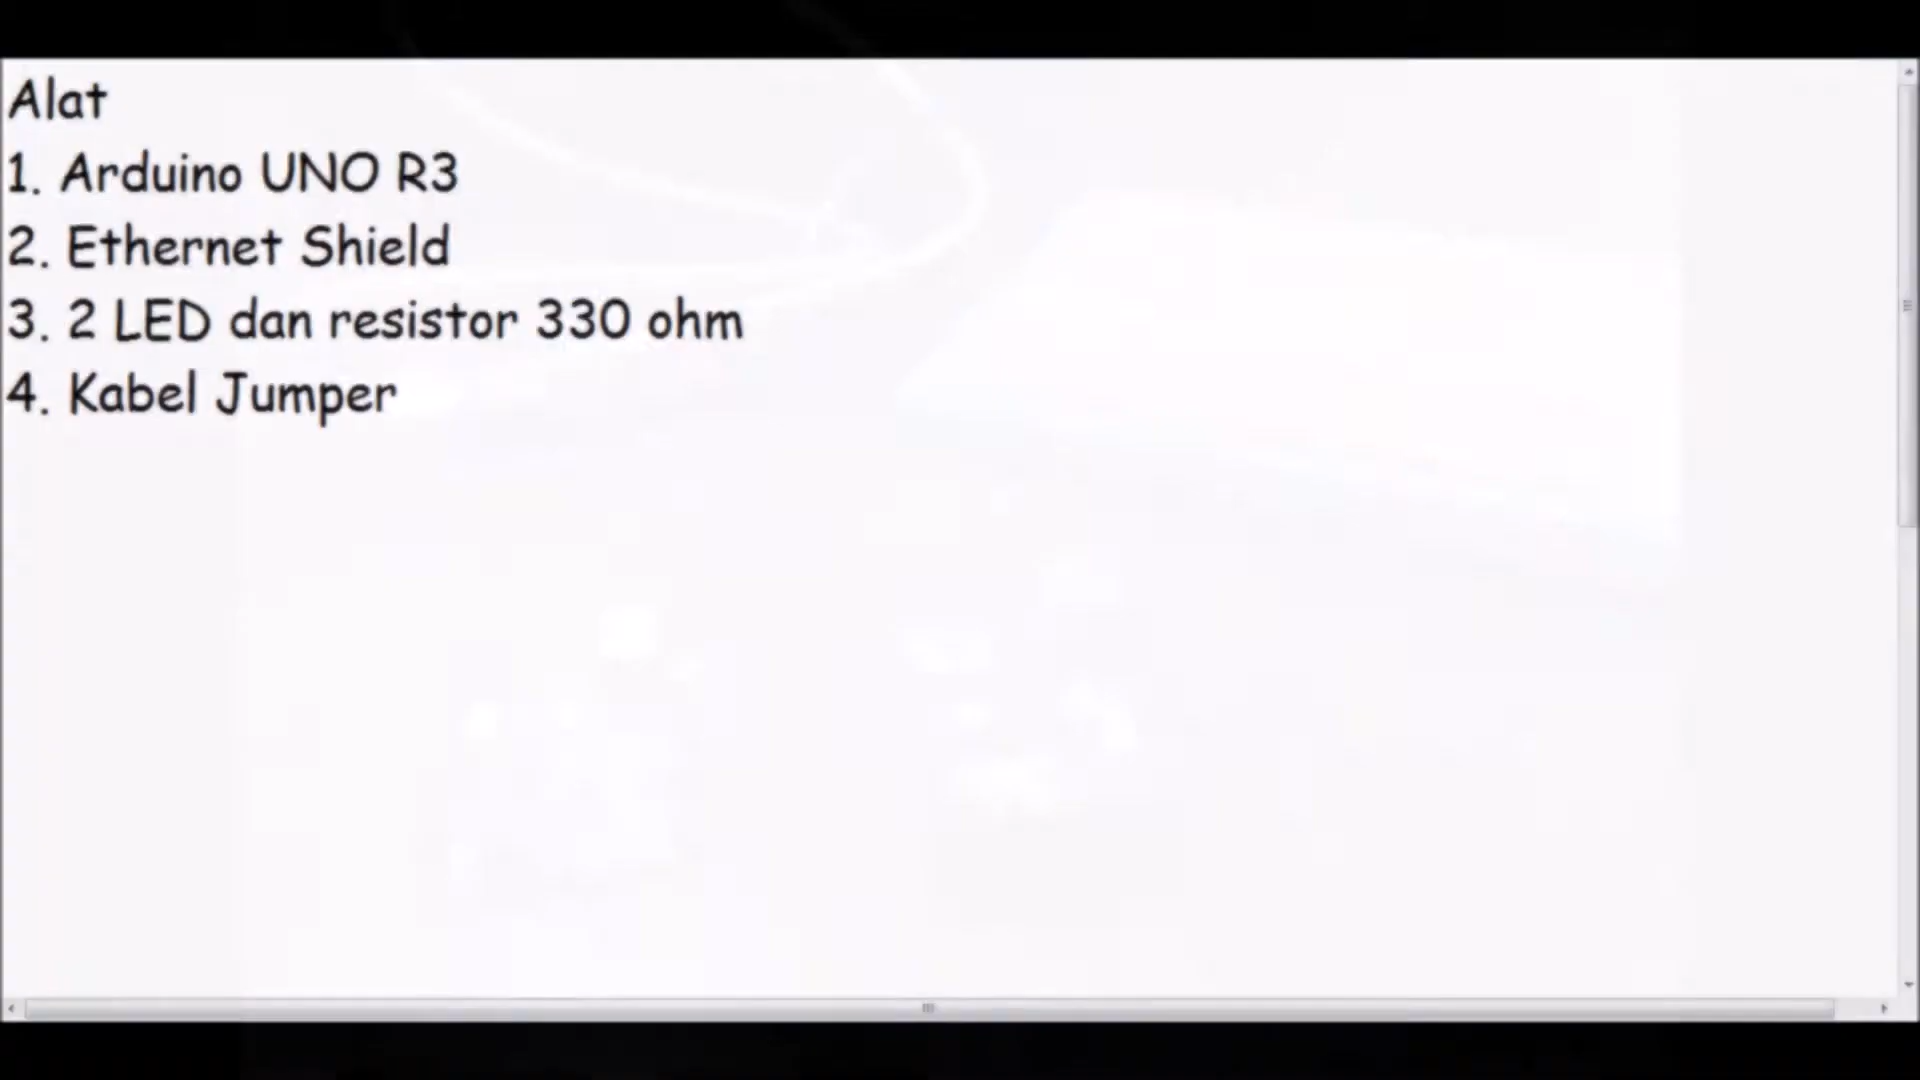 Alat
1. Arduino UNO R3
2. Ethernet Shield
3. 2 LED dan resistor 330 ohm
4. Kabel Jumper